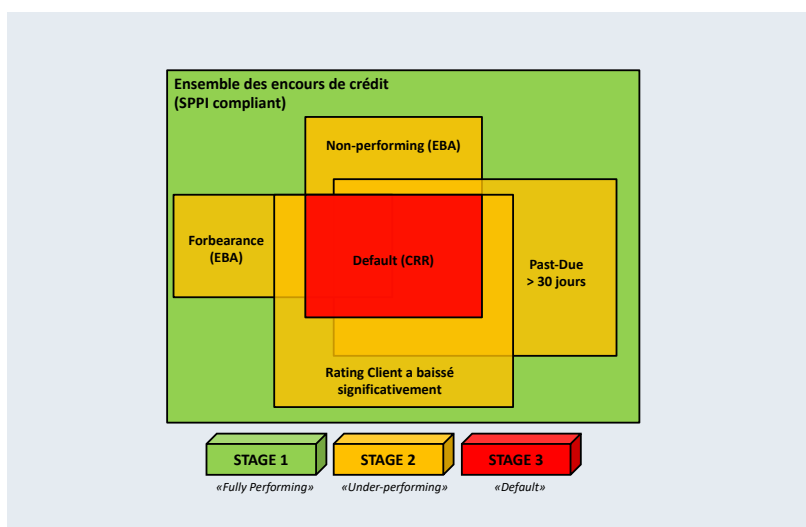 Ensemble des encours de crédit
(SPPI compliant)
Non-performing (EBA)
Forbearance
(EBA)
Default (CRR)
Past-Due
> 30 jours
Rating Client a baissé
significativement
STAGE 1
STAGE 2
STAGE 3
«Fully Performing»
«Under-performing»
«Default»